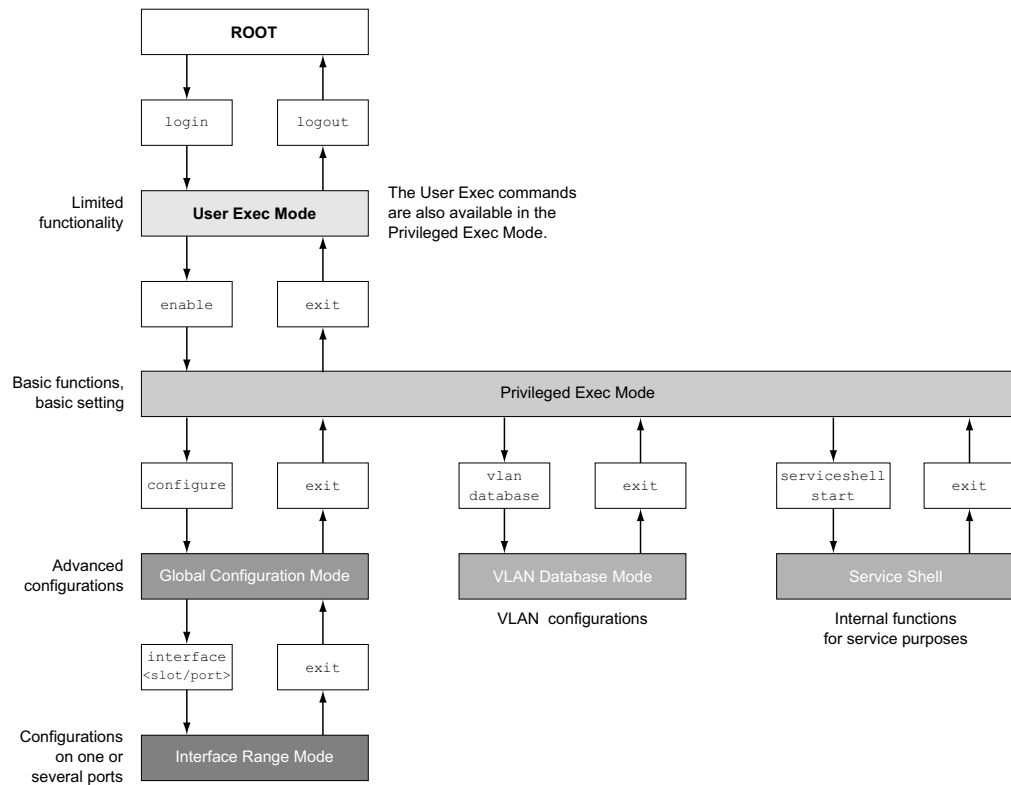 ROOT
login
logout
Limited
functionality
User Exec Mode
The User Exec commands
are also available in the
Privileged Exec Mode.
enable
exit
Basic functions,
basic setting
Privileged Exec Mode
configure
exit
vlan
database
exit
serviceshell
start
exit
Advanced
configurations
Global Configuration Mode
VLAN Database Mode
Service Shell
VLAN configurations
Internal functions
for service purposes
interface
<slot/port>
exit
Configurations
on one or
several ports
Interface Range Mode